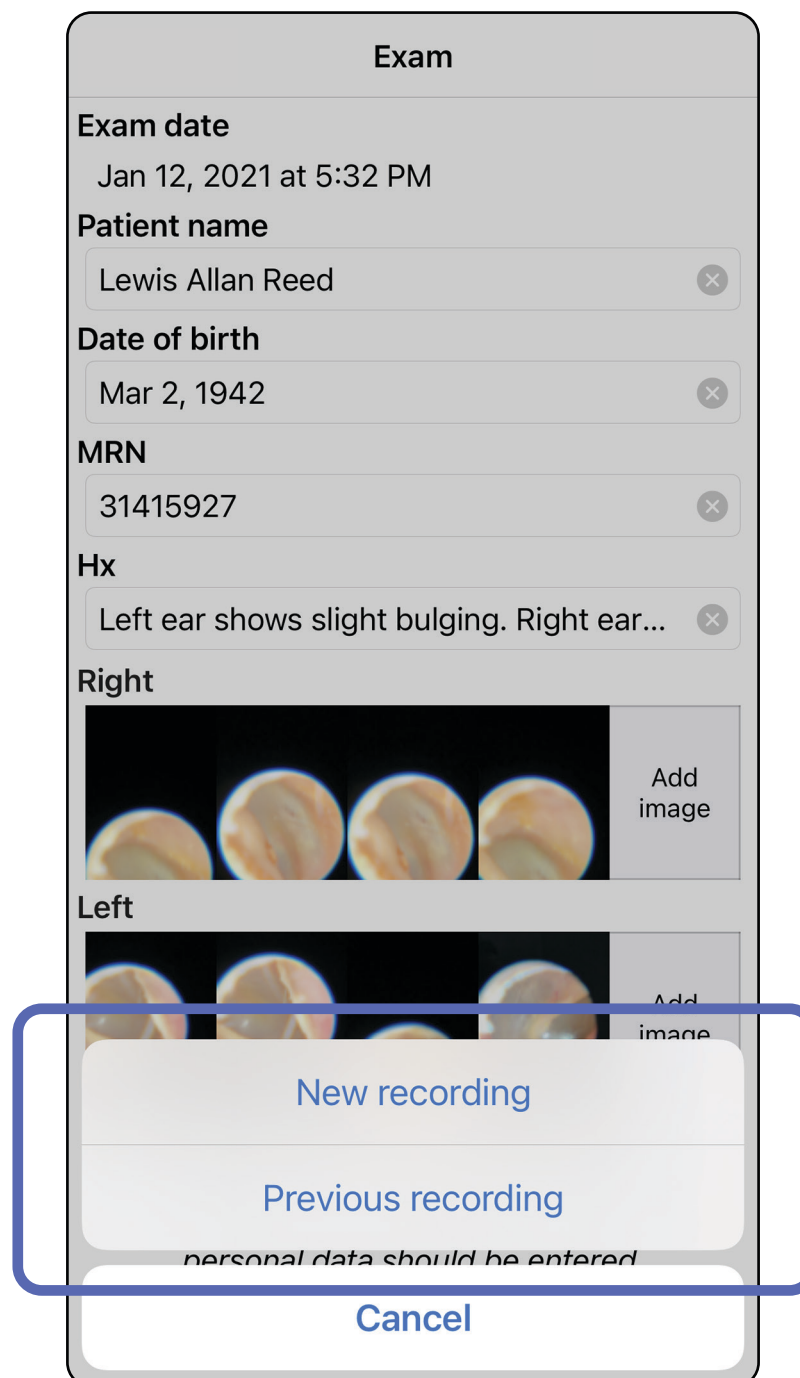 Exam
Exam date
Jan 12, 2021 at 5:32 PM
Patient name
Lewis Allan Reed
Date of birth
Mar 2, 1942
MRN
31415927
Hx
Left ear shows slight bulging. Right ear...
Right
Add
image
Left
Add
image
New recording
Previous recording
personal data should be entered
Cancel